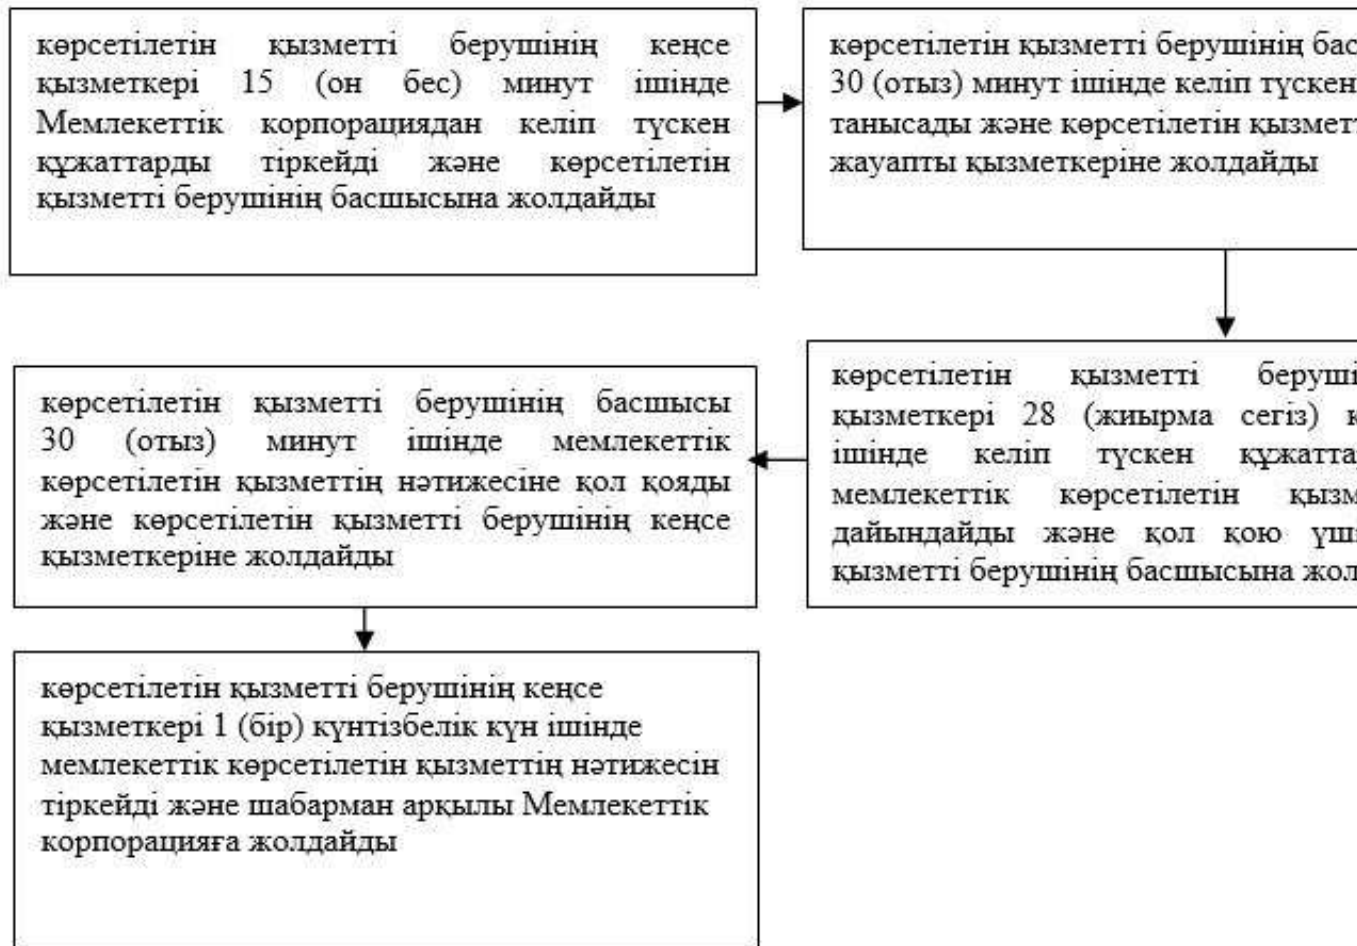 көрсетілетін қызметті берушінің кеңсе
қызметкері 15 (он бес) минут ішінде
Мемлекеттік корпорациядан келіп түскен
құжаттарды тіркейді және көрсетілетін
қызметті берушінің басшысына жолдайды
көрсетілетін қызметті берушінің
30 (отыз) минут ішінде келіп түскен
танысады және көрсетілетін
жауапты қызметкеріне жолдайды
көрсетілетін қызметті
қызметкері 28 (жиырма сегіз)
ішінде келіп түскен
мемлекеттік көрсетілетін
дайындайды және қол қою
қызметті берушінің басшысына
көрсетілетін қызметті берушінің басшысы
30 (отыз) минут ішінде мемлекеттік
көрсетілетін қызметтің нәтижесіне қол қояды
және көрсетілетін қызметті берушінің кеңсе
қызметкеріне жолдайды
көрсетілетін қызметті берушінің кеңсе
қызметкері 1 (бір) күнтізбелік күн ішінде
мемлекеттік көрсетілетін қызметтің нәтижесін
тіркейді және шабарман арқылы Мемлекеттік
корпорацияға жолдайды